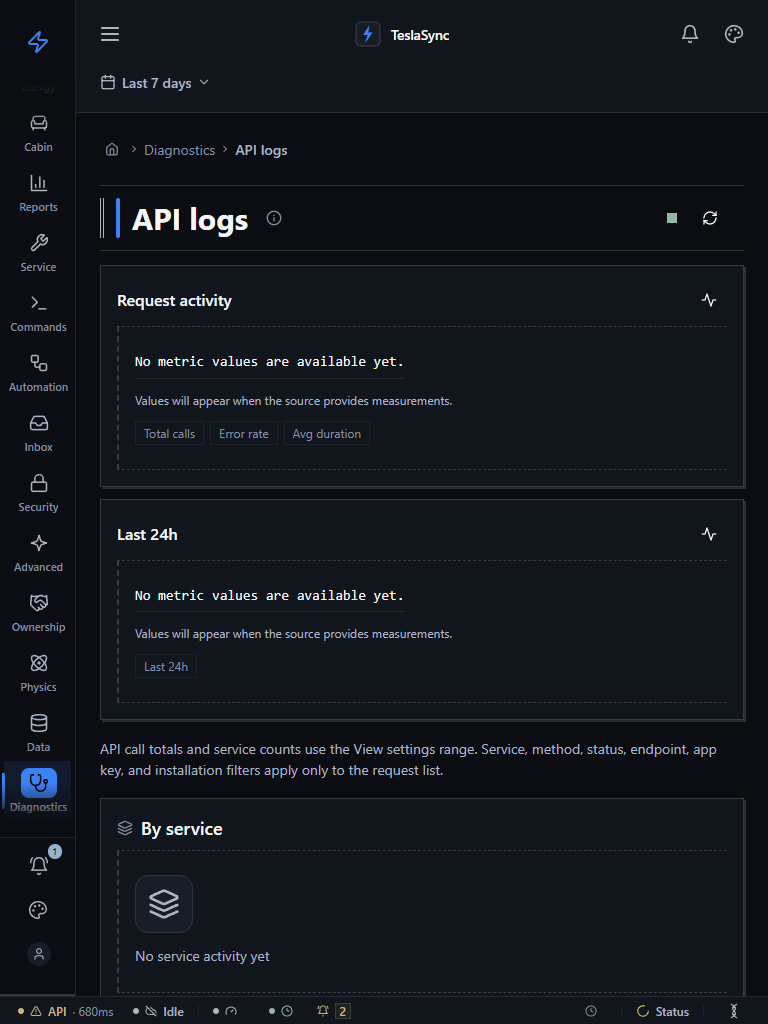 TeslaSync
Last 7 days
Energy
Cabin
Reports
Service
Commands
Automation
Inbox
Security
Advanced
Ownership
Physics
Data
Diagnostics
1
Diagnostics > API logs
API logs
Request activity
No metric values are available yet.
Values will appear when the source provides measurements.
Total calls Error rate Avg duration
Last 24h
No metric values are available yet.
Values will appear when the source provides measurements.
Last 24h
API call totals and service counts use the View settings range. Service, method, status, endpoint, app
key, and installation filters apply only to the request list.
By service
No service activity yet
API · 680ms Idle 2 Status